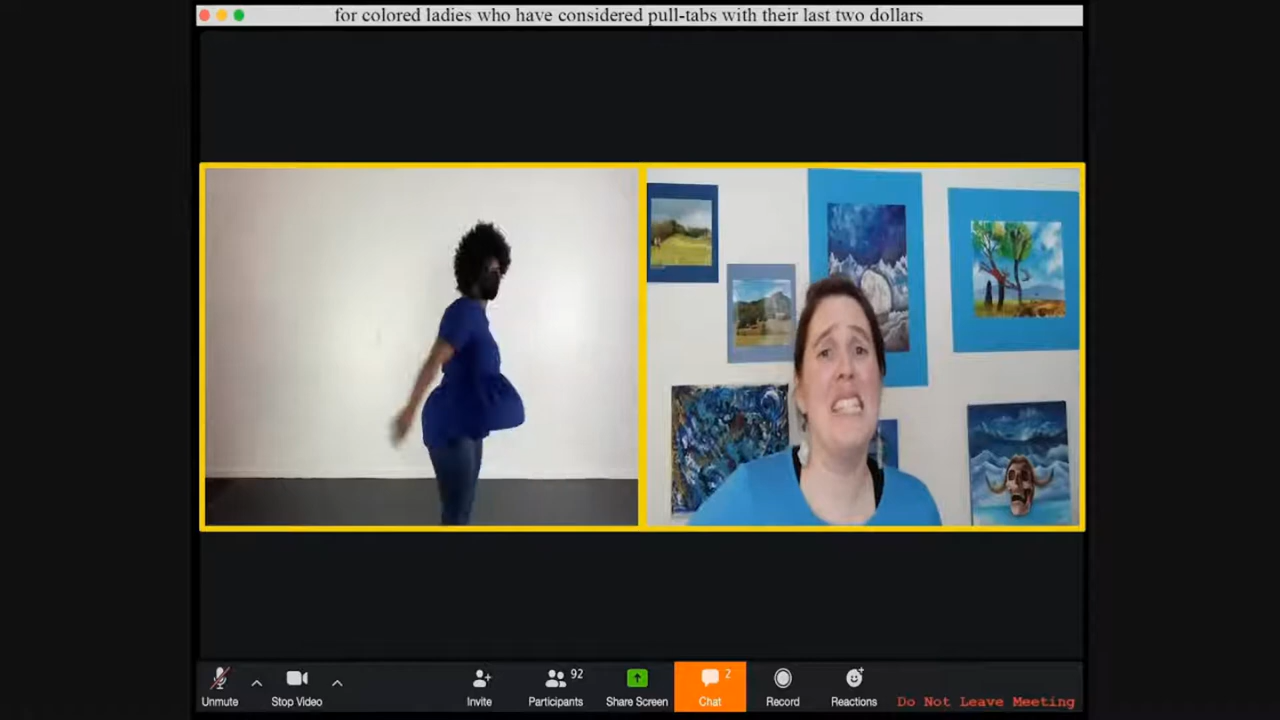 for colored ladies who have considered pull-tabs with their last two dollars
92
2
Unmute
Stop Video
Invite
Participants
Share Screen
Chat
Record
Reactions
Do Not Leave Meeting